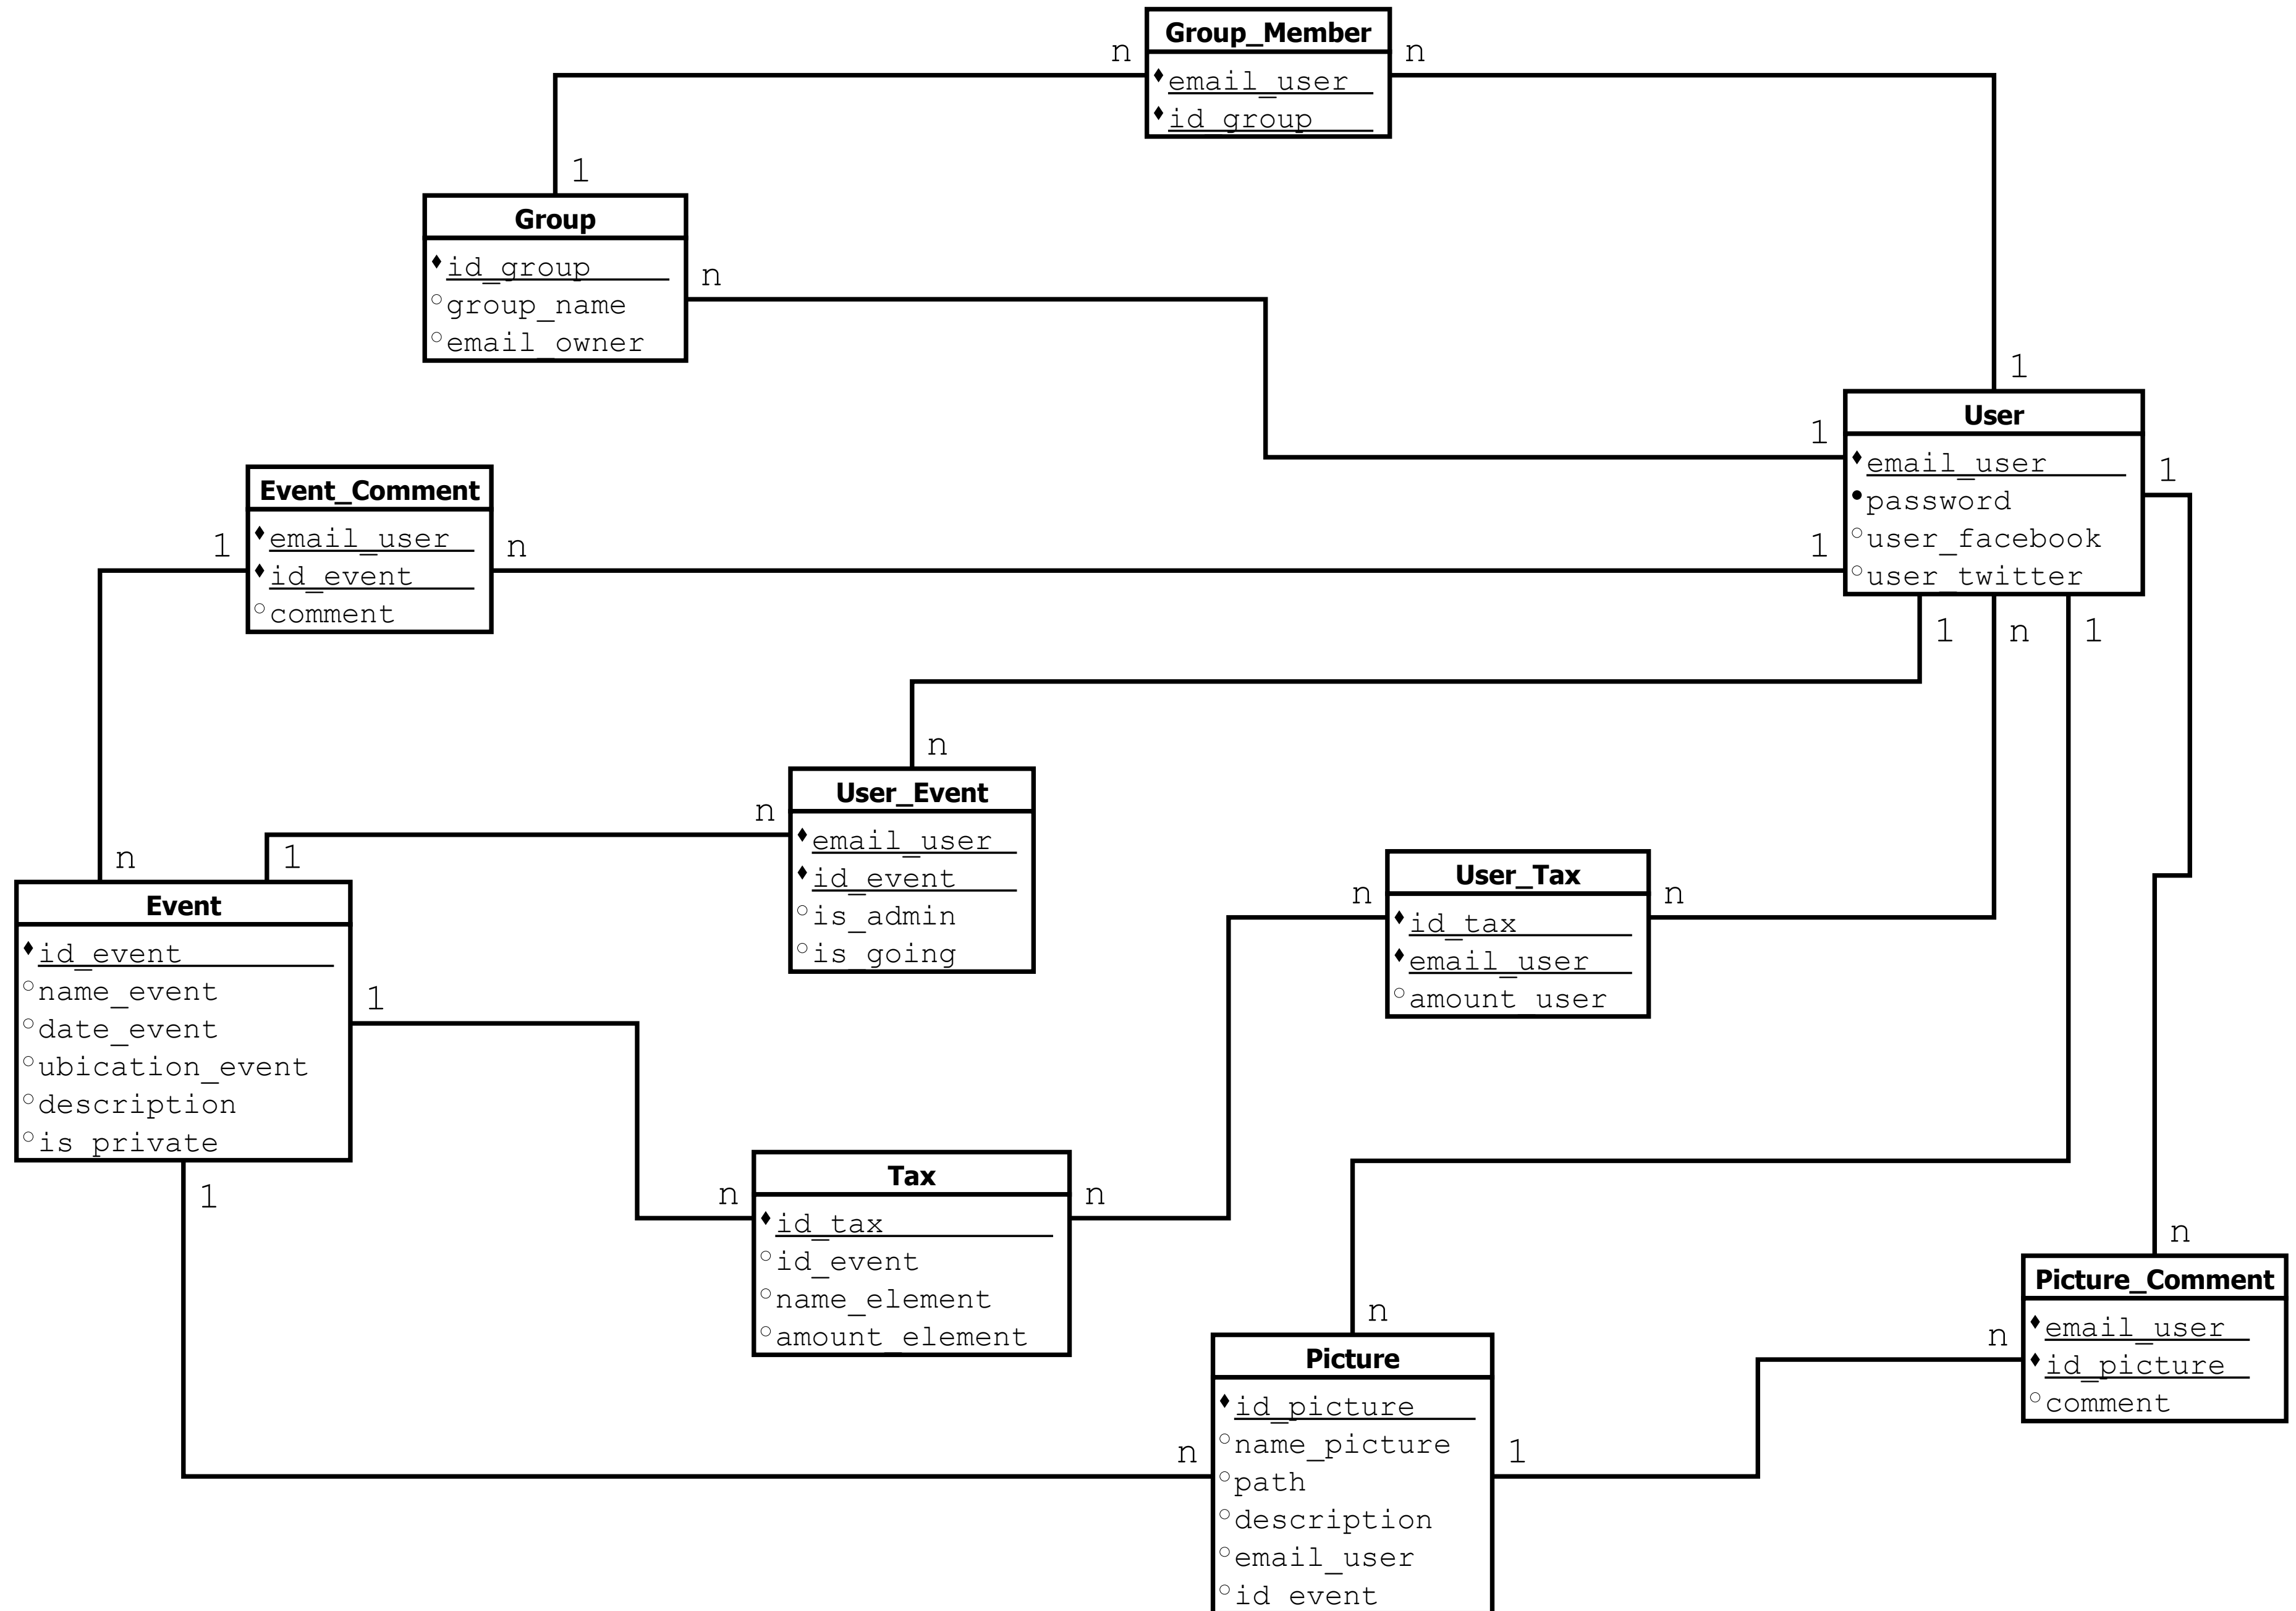 Group_Member
n
n
email_user
id_group
1
Group
id_group
group_name
email_owner
n
1
User
email_user
password
user_facebook
user_twitter
1
1
1
Event_Comment
email_user
id_event
comment
1
n
1
n
1
n
User_Event
email_user
id_event
is_admin
is_going
n
n
1
Event
id_event
name_event
date_event
ubication_event
description
is_private
1
1
User_Tax
id_tax
email_user
amount_user
n
n
Tax
id_tax
id_event
name_element
amount_element
n
n
n
Picture_Comment
email_user
id_picture
comment
n
n
Picture
id_picture
name_picture
path
description
email_user
id_event
n
1